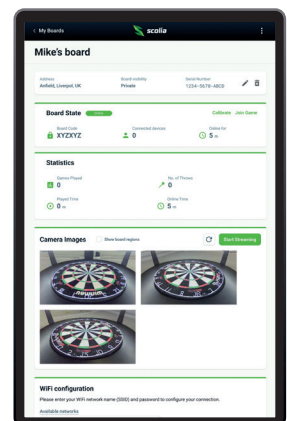 My Boards
scolia
Mike's board
Address
Board visibility
Serial Number
Anfield, Liverpol, UK
Private
1234-5678-ABCD
Board State
Calibrate
Join Game
Board Code
Connected devices
Online for
XYZXYZ
0
5 m
Statistics
Games Played
No. of Throws
0
0
Played Time
Online Time
0 m
5 m
Camera Images
Show board regions
Start Streaming
WiFi configuration
Please enter your WiFi network name (SSID) and password to configure your connection.
Available networks